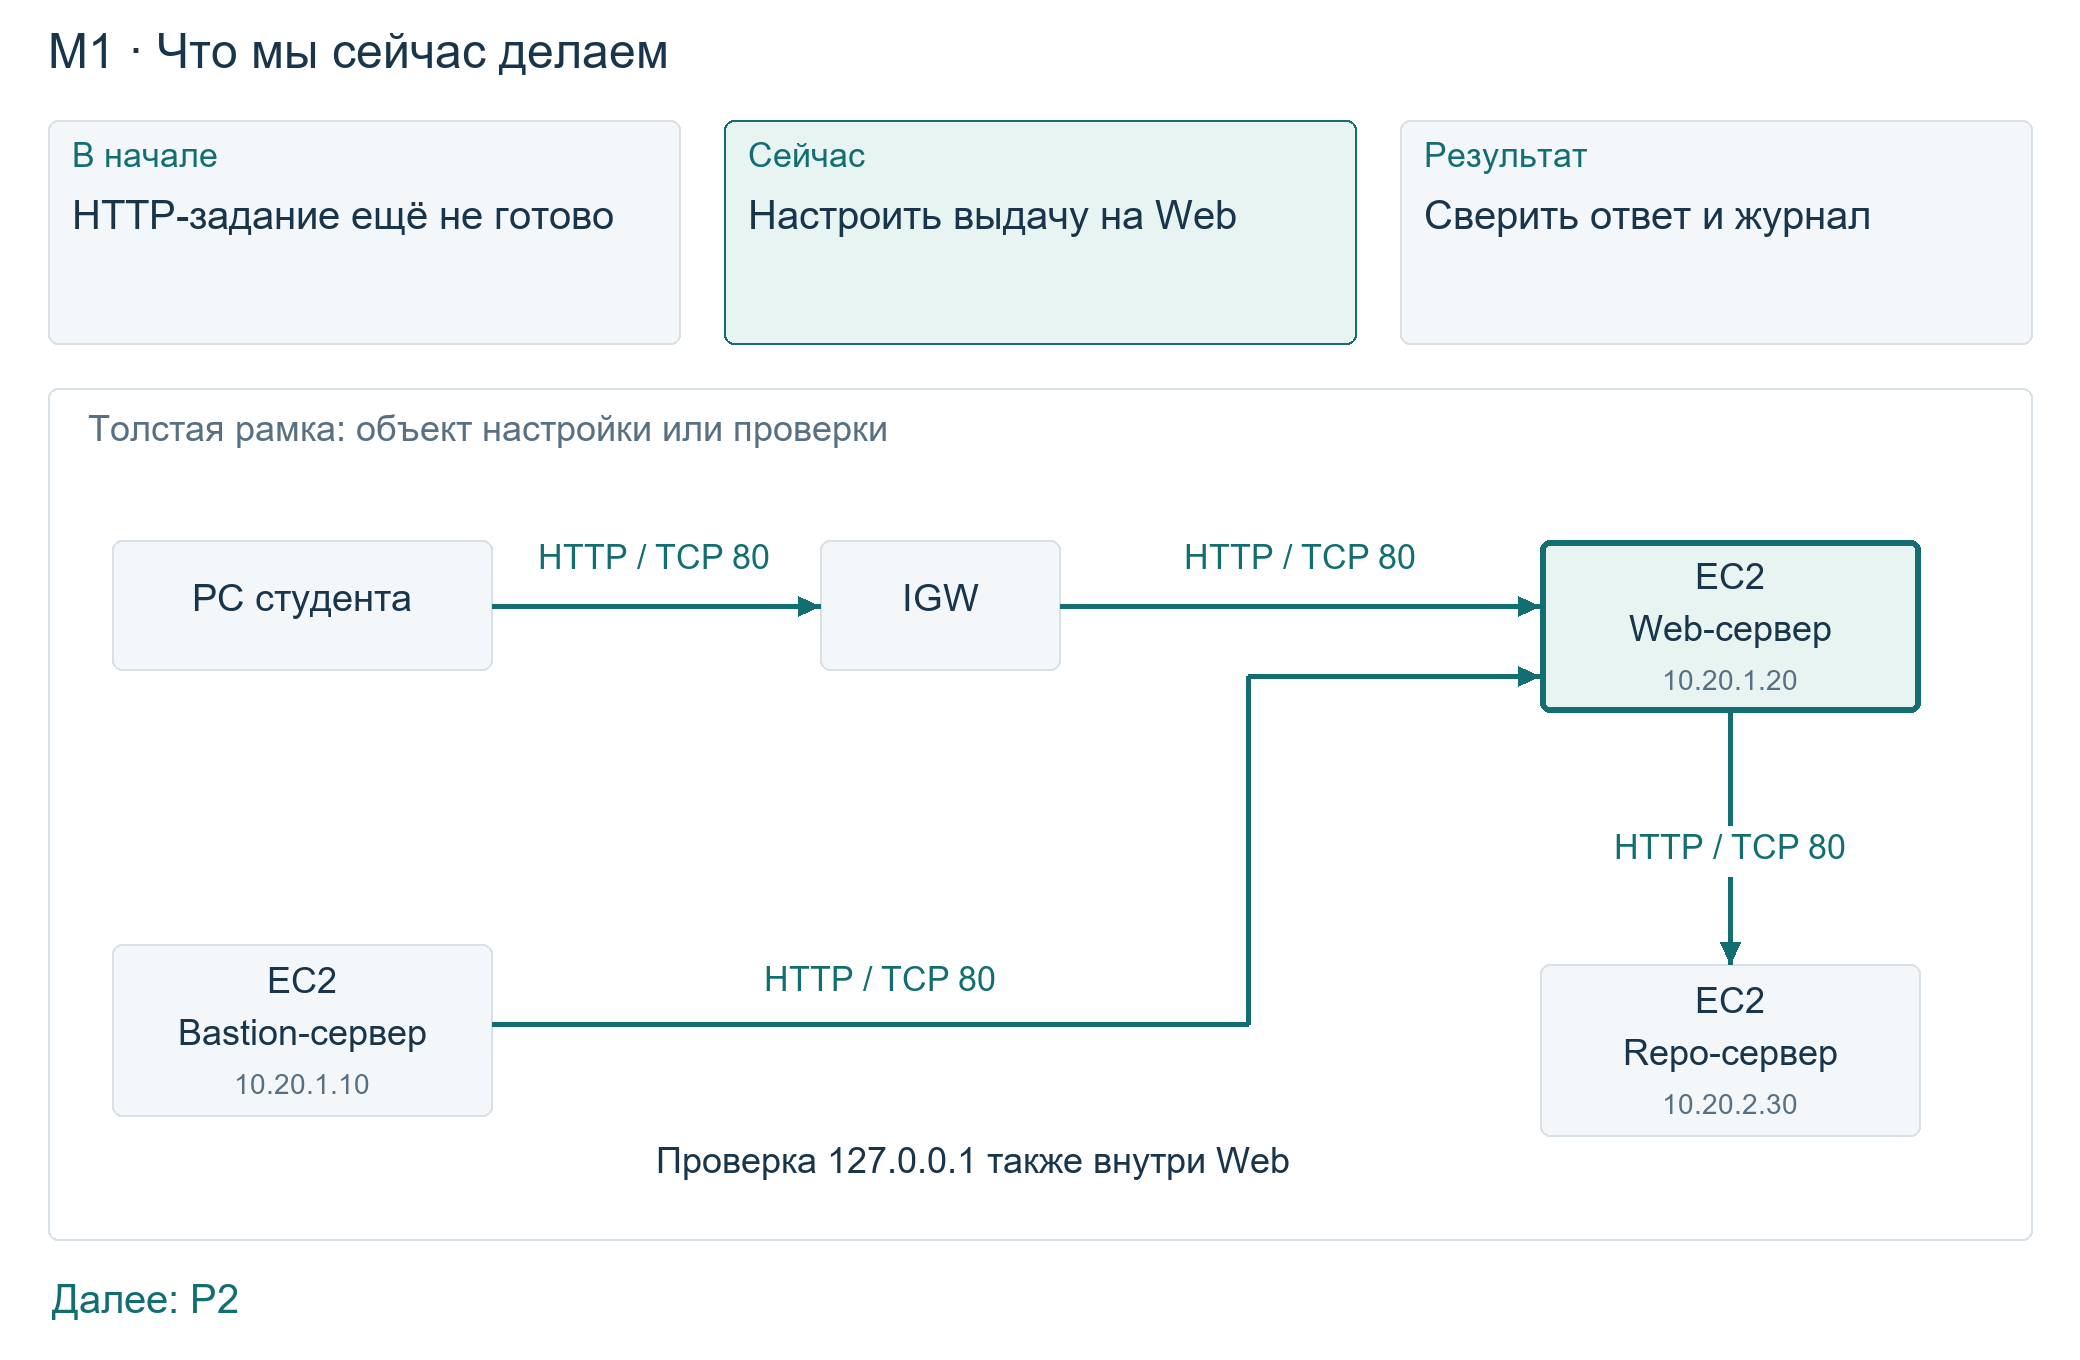 M1 · Что мы сейчас делаем
В начале
HTTP-задание ещё не готово
Сейчас
Настроить выдачу на Web
Результат
Сверить ответ и журнал
Толстая рамка: объект настройки или проверки
PC студента
HTTP / TCP 80
IGW
HTTP / TCP 80
EC2
Web-сервер
10.20.1.20
HTTP / TCP 80
EC2
Bastion-сервер
10.20.1.10
HTTP / TCP 80
EC2
Repo-сервер
10.20.2.30
Проверка 127.0.0.1 также внутри Web
Далее: P2